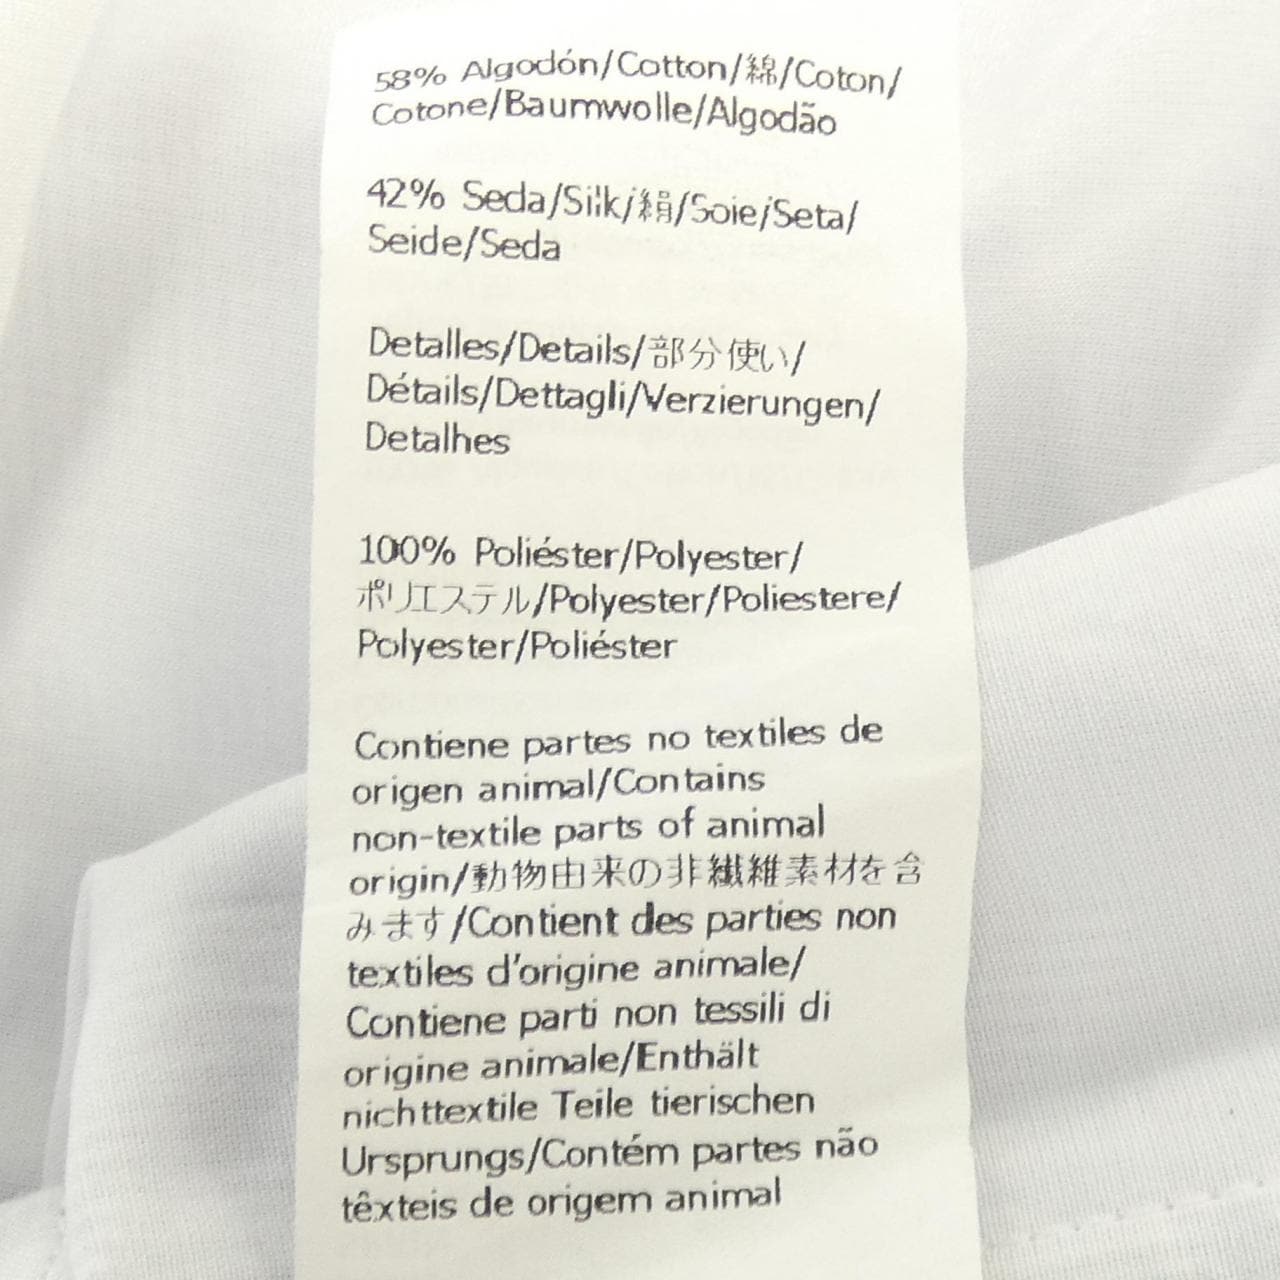 58% Algodón/Cotton/綿/Coton/
Cotone/Baumwolle/Algodão
42% Seda/Silk/絹/Soie/Seta/
Seide/Seda
Detalles/Details/部分使い/
Détails/Dettagli/Verzierungen/
Detalhes
100% Poliéster/Polyester/
ポリエステル/Polyester/Poliestere/
Polyester/Poliéster
Contiene partes no textiles de
origen animal/Contains
non-textile parts of animal
origin/動物由来の非繊維素材を含
みます/Contient des parties non
textiles d'origine animale/
Contiene parti non tessili di
origine animale/Enthält
nichttextile Teile tierischen
Ursprungs/Contém partes não
têxteis de origem animal